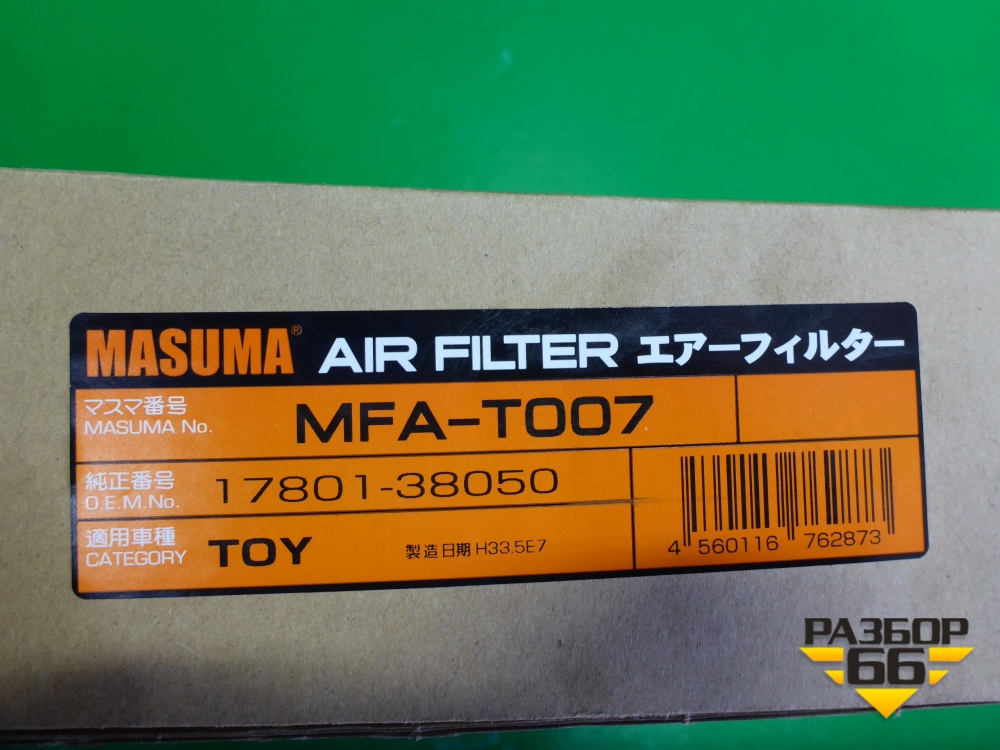 MASUMA® AIR FILTER エアーフィルター
マスマ番号
MASUMA No. MFA-T007
純正番号
O.E.M.No. 17801-38050
適用車種
CATEGORY TOY 製造日期 H33.5E7
4 560116 762873
РАЗБОР
66